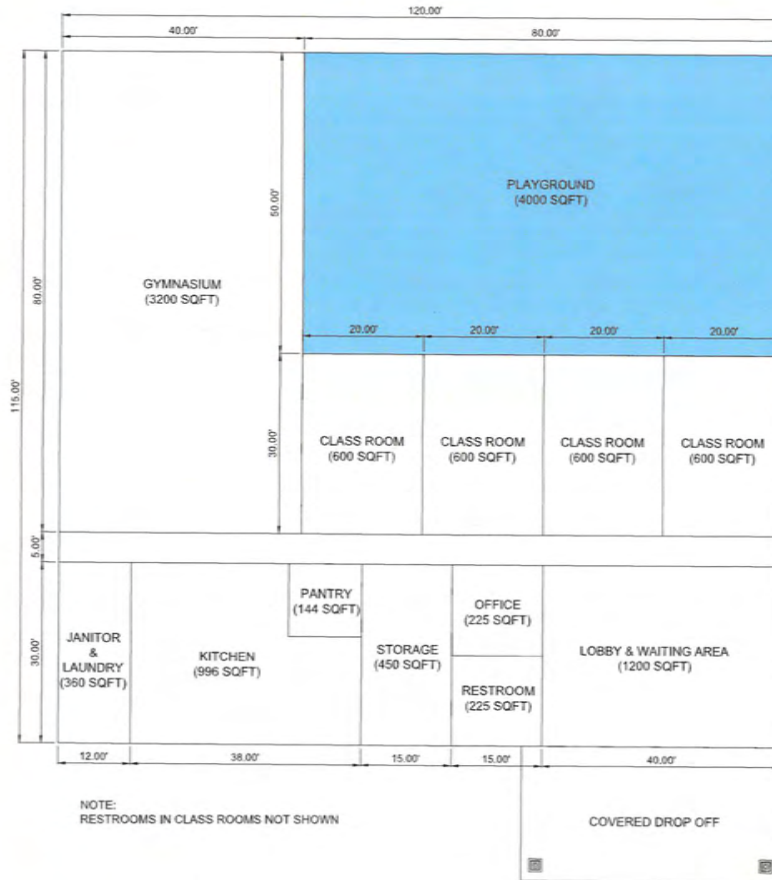 120.00'
40.00'
80.00'
PLAYGROUND
(4000 SQFT)
50.00'
GYMNASIUM
(3200 SQFT)
80.00'
115.00'
20.00'
20.00'
20.00'
20.00'
30.00'
CLASS ROOM
(600 SQFT)
CLASS ROOM
(600 SQFT)
CLASS ROOM
(600 SQFT)
CLASS ROOM
(600 SQFT)
5.00'
30.00'
JANITOR
&
LAUNDRY
(360 SQFT)
KITCHEN
(996 SQFT)
PANTRY
(144 SQFT)
STORAGE
(450 SQFT)
OFFICE
(225 SQFT)
RESTROOM
(225 SQFT)
LOBBY & WAITING AREA
(1200 SQFT)
12.00'
38.00'
15.00'
15.00'
40.00'
NOTE:
RESTROOMS IN CLASS ROOMS NOT SHOWN
COVERED DROP OFF